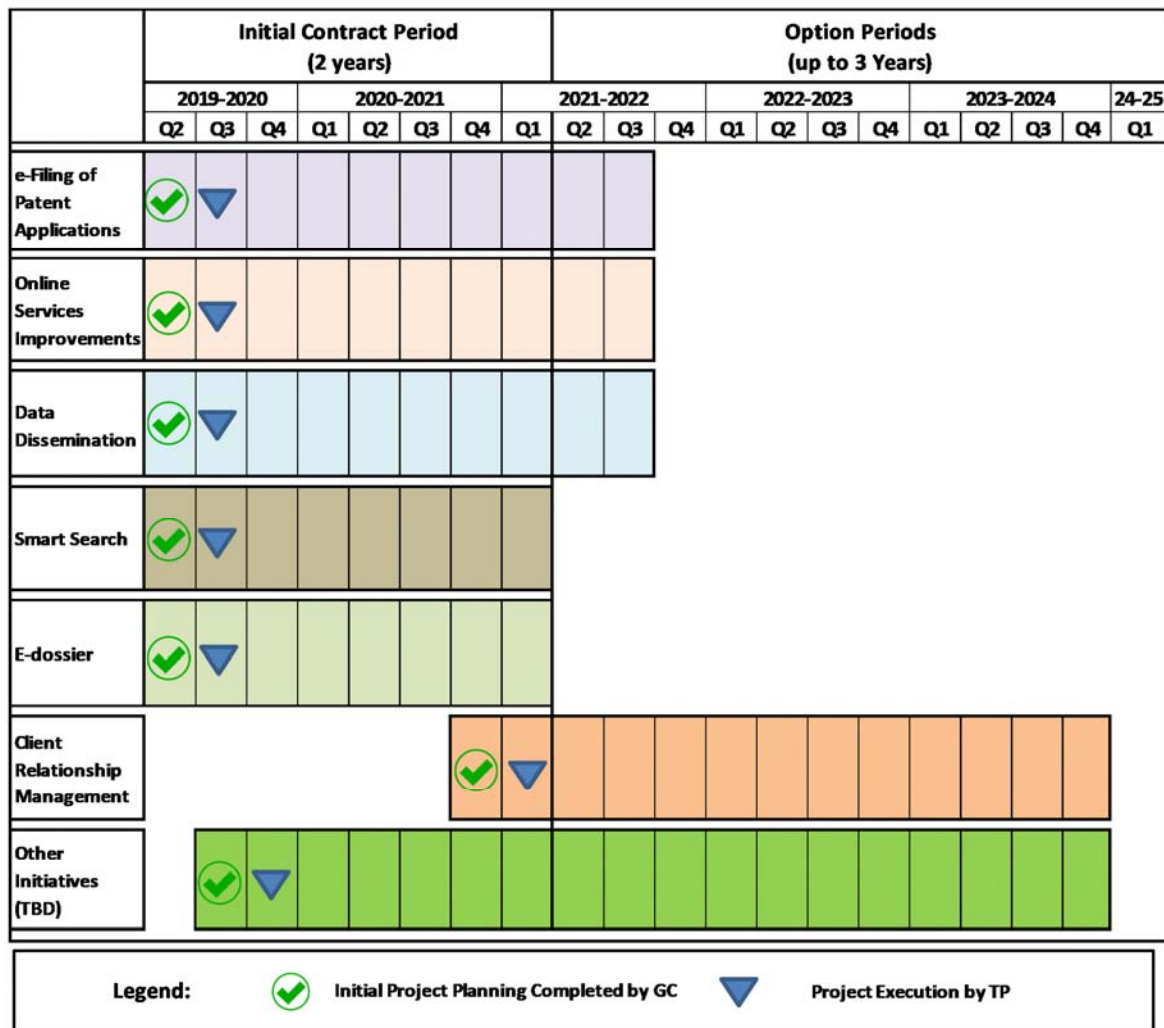 Initial Contract Period
(2 years)
Option Periods
(up to 3 Years)
2019-2020 2020-2021 2021-2022 2022-2023 2023-2024 24-25
Q2 Q3 Q4 Q1 Q2 Q3 Q4 Q1 Q2 Q3 Q4 Q1 Q2 Q3 Q4 Q1 Q2 Q3 Q4 Q1
e-Filing of
Patent
Applications
Online
Services
Improvements
Data
Dissemination
Smart Search
E-dossier
Client
Relationship
Management
Other
Initiatives
(TBD)
Legend: Initial Project Planning Completed by GC Project Execution by TP